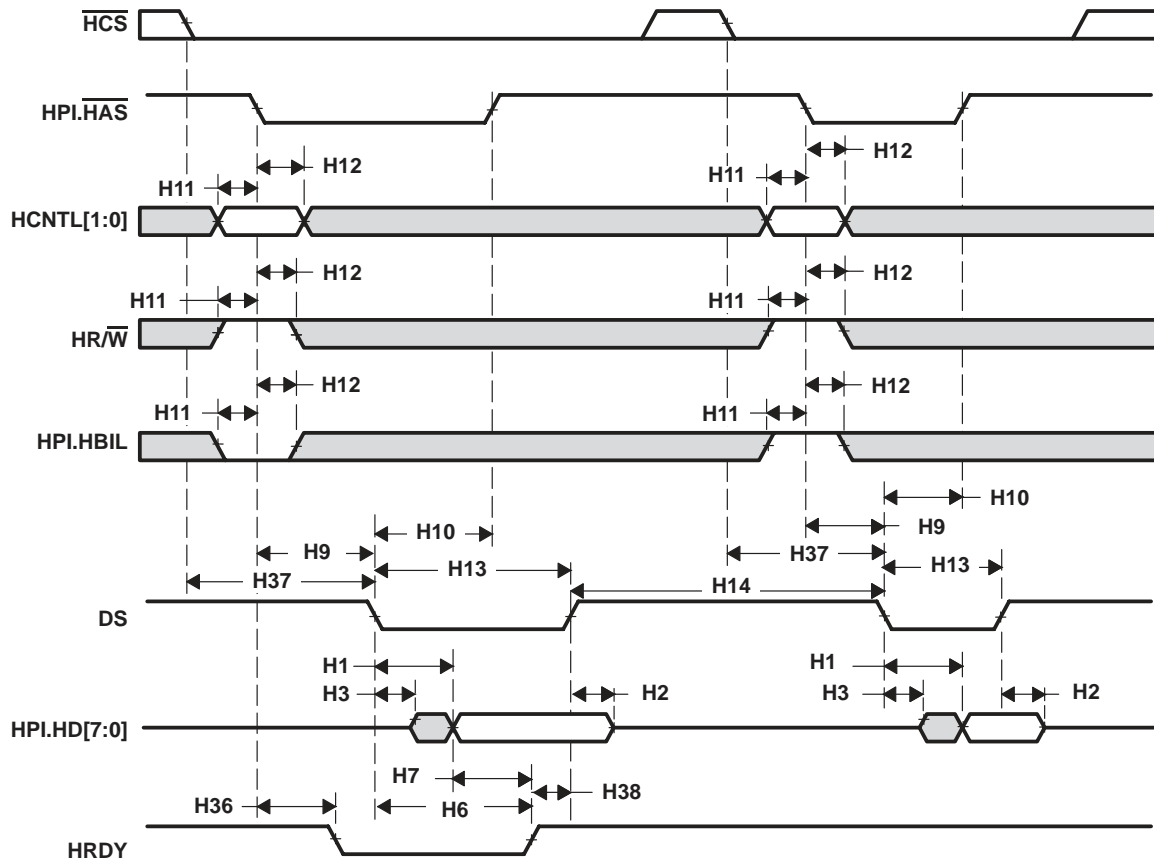 HCS
HPI.HAS
H12 H12
H11 H11
HCNTL[1:0]
H12 H12
H11 H11
HR/W
H12 H12
H11 H11
HPI.HBIL
H10 H10
H9 H9
H37 H13 H37 H13
H14
DS
H1 H1
H3 H2 H3 H2
HPI.HD[7:0]
H7 H38
H36 H6
HRDY